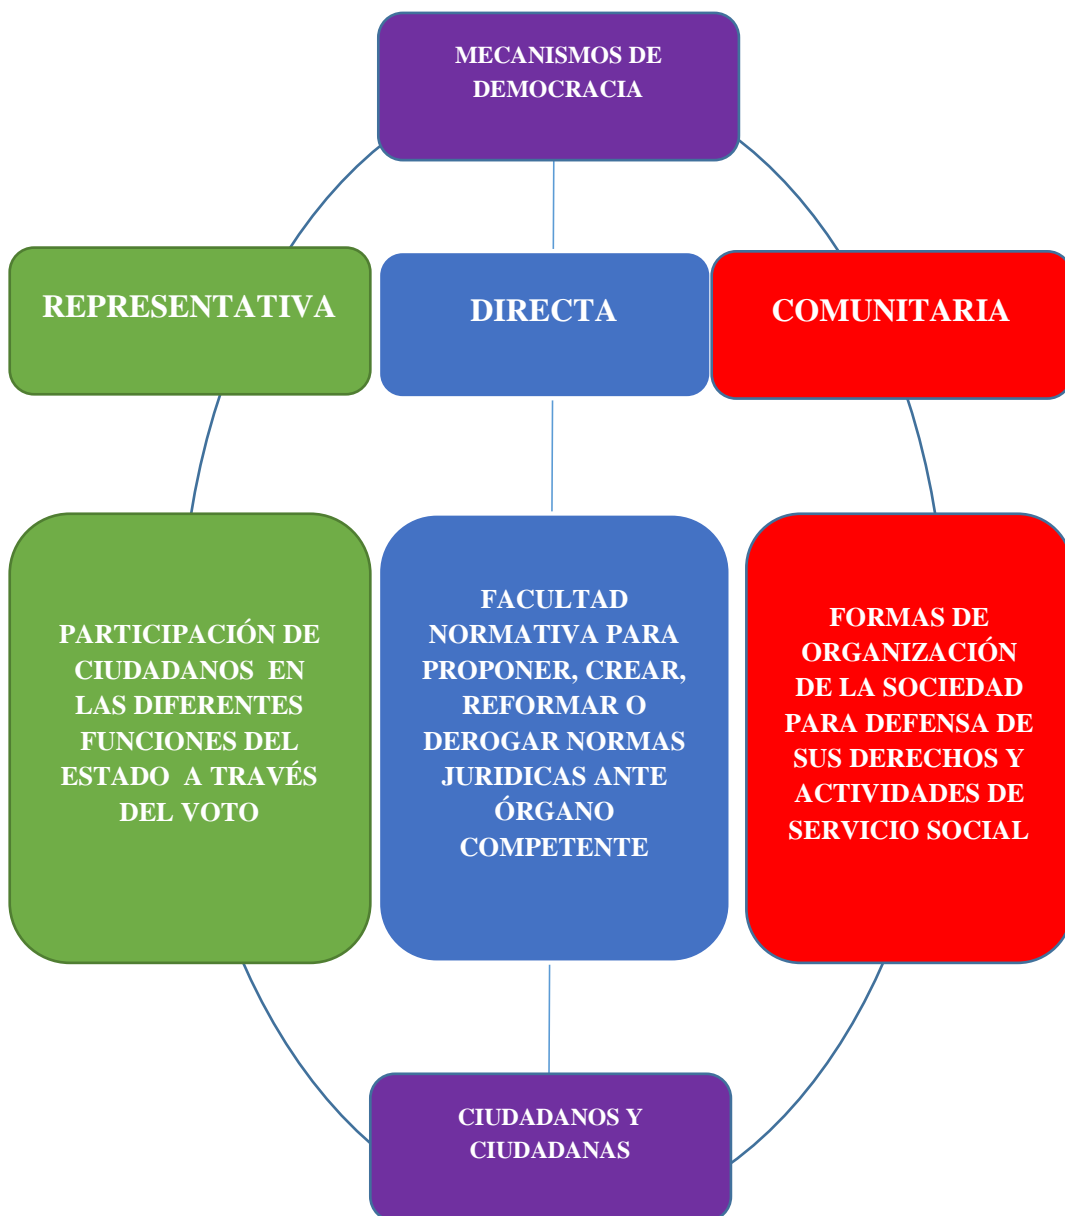 MECANISMOS DE
DEMOCRACIA
REPRESENTATIVA
DIRECTA
COMUNITARIA
PARTICIPACIÓN DE
CIUDADANOS EN
LAS DIFERENTES
FUNCIONES DEL
ESTADO A TRAVÉS
DEL VOTO
FACULTAD
NORMATIVA PARA
PROPONER, CREAR,
REFORMAR O
DEROGAR NORMAS
JURIDICAS ANTE
ÓRGANO
COMPETENTE
FORMAS DE
ORGANIZACIÓN
DE LA SOCIEDAD
PARA DEFENSA DE
SUS DERECHOS Y
ACTIVIDADES DE
SERVICIO SOCIAL
CIUDADANOS Y
CIUDADANAS